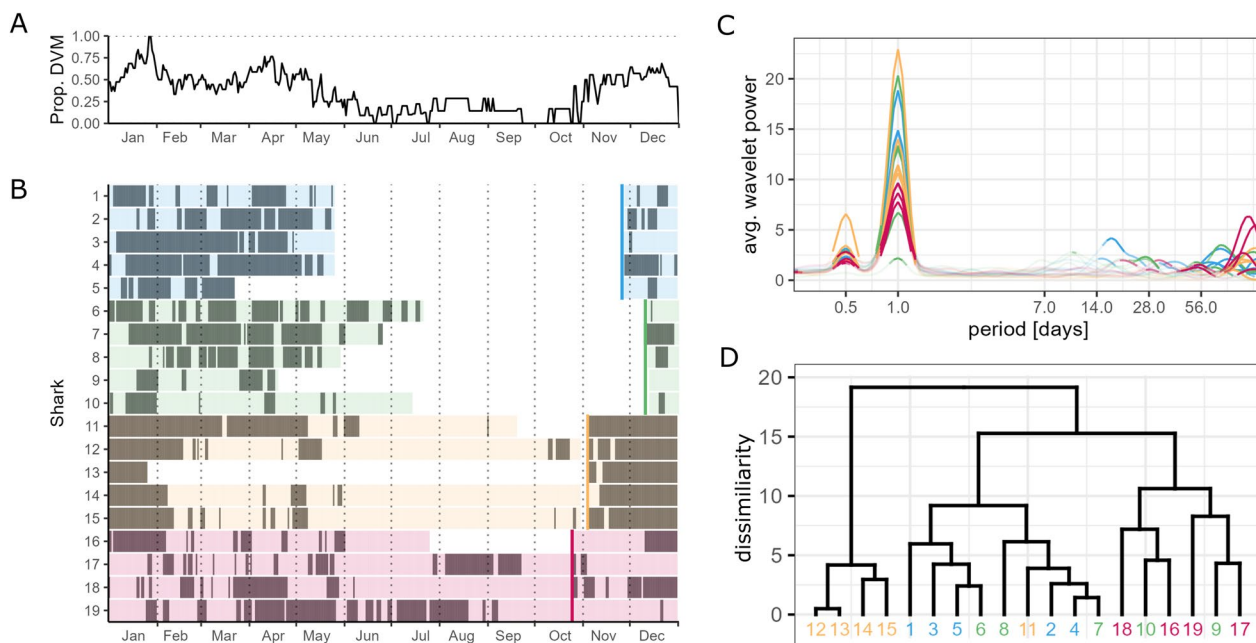 A
Prop. DVM
1.00
0.75
0.50
0.25
0.00
Jan Feb Mar Apr May Jun Jul Aug Sep Oct Nov Dec
B
Shark
1
2
3
4
5
6
7
8
9
10
11
12
13
14
15
16
17
18
19
Jan Feb Mar Apr May Jun Jul Aug Sep Oct Nov Dec
C
avg. wavelet power
20
15
10
5
0
0.5 1.0 7.0 14.0 28.0 56.0
period [days]
D
dissimiliarity
20
15
10
5
0
12 13 14 15 1 3 5 6 8 11 2 4 7 18 10 16 19 9 17